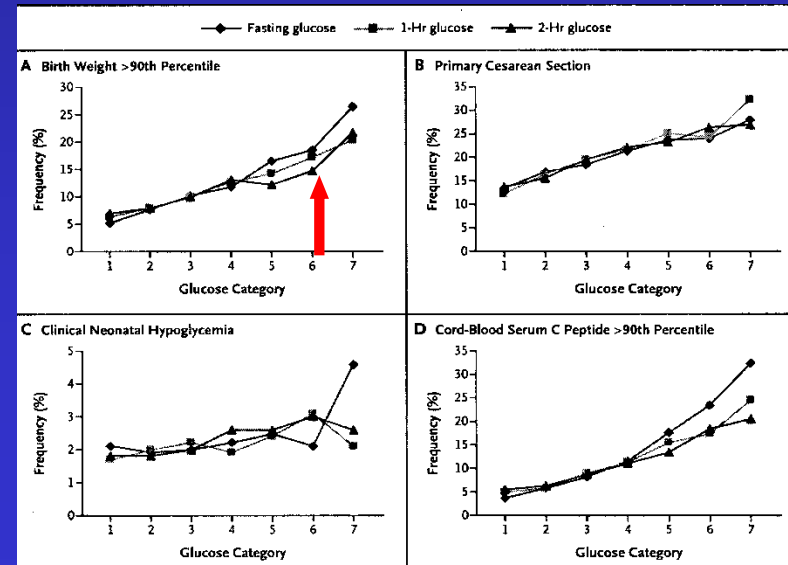 Fasting glucose 1-Hr glucose 2-Hr glucose
A Birth Weight >90th Percentile
30
25
20
15
10
5
0
Frequency (%)
1 2 3 4 5 6 7
Glucose Category
B Primary Cesarean Section
35
30
25
20
15
10
5
0
Frequency (%)
1 2 3 4 5 6 7
Glucose Category
C Clinical Neonatal Hypoglycemia
5
4
3
2
1
0
Frequency (%)
1 2 3 4 5 6 7
Glucose Category
D Cord-Blood Serum C Peptide >90th Percentile
35
30
25
20
15
10
5
0
Frequency (%)
1 2 3 4 5 6 7
Glucose Category